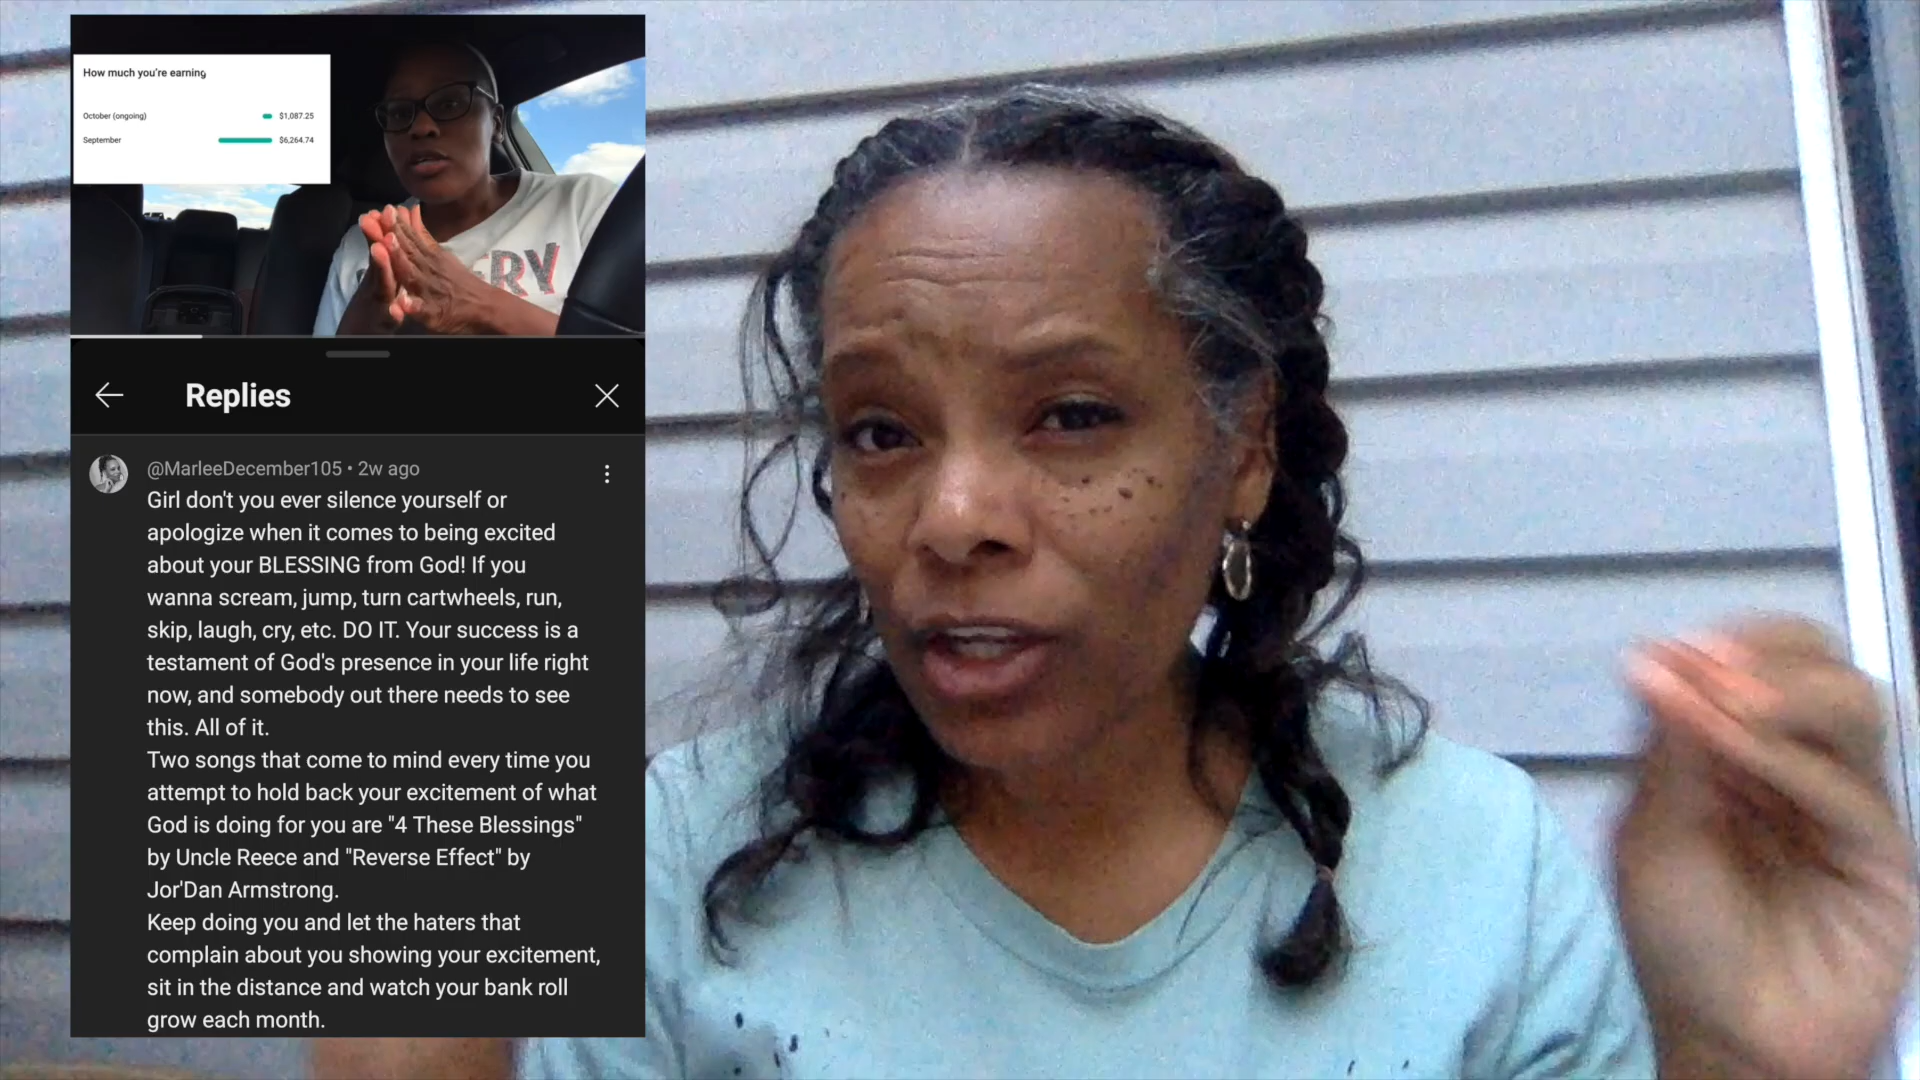 How much you're earning
October (ongoing) $1,087.25
September $6,264.74
Replies
@MarleeDecember105 • 2w ago
Girl don't you ever silence yourself or
apologize when it comes to being excited
about your BLESSING from God! If you
wanna scream, jump, turn cartwheels, run,
skip, laugh, cry, etc. DO IT. Your success is a
testament of God's presence in your life right
now, and somebody out there needs to see
this. All of it.
Two songs that come to mind every time you
attempt to hold back your excitement of what
God is doing for you are "4 These Blessings"
by Uncle Reece and "Reverse Effect" by
Jor'Dan Armstrong.
Keep doing you and let the haters that
complain about you showing your excitement,
sit in the distance and watch your bank roll
grow each month.